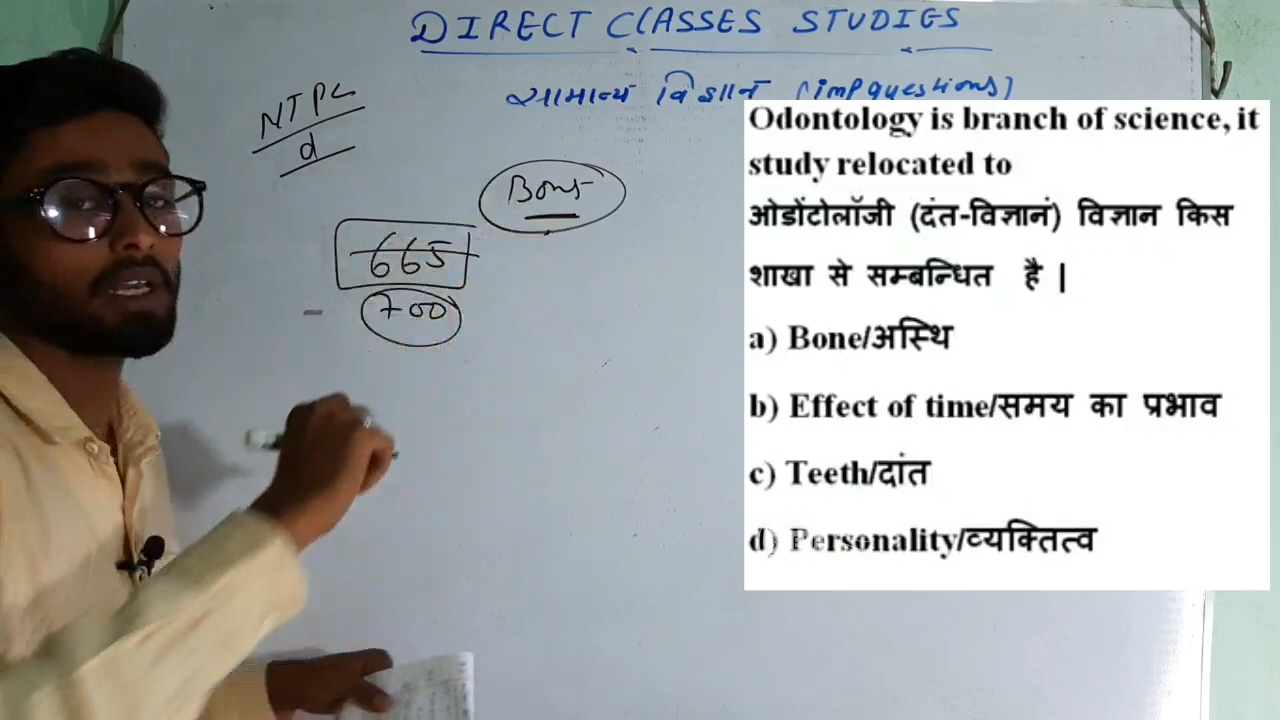 DIRECT CLASSES STUDIES
सामान्य विज्ञान (imp questions)
NTPC
d
Bons
665
700
Odontology is branch of science, it
study relocated to
ओडोंटोलॉजी (दंत-विज्ञानं) विज्ञान किस
शाखा से सम्बन्धित है |
a) Bone/अस्थि
b) Effect of time/समय का प्रभाव
c) Teeth/दांत
d) Personality/व्यक्तित्व